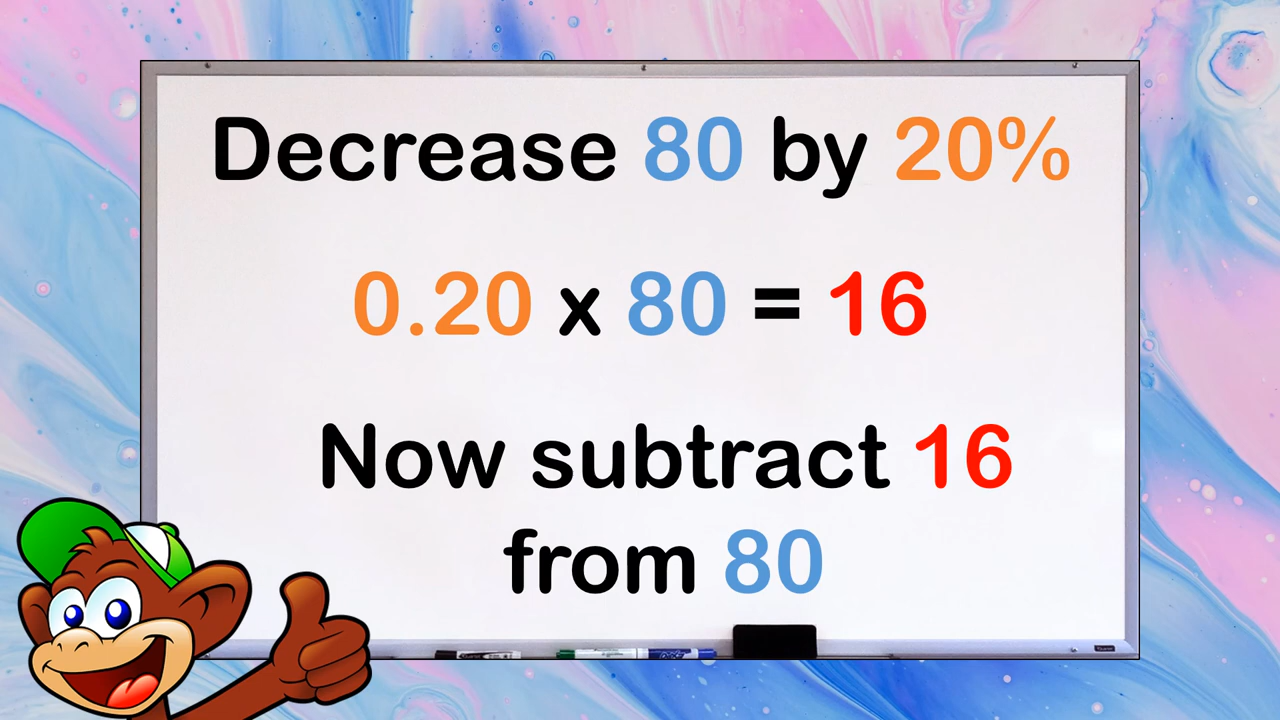 Decrease 80 by 20%
0.20 x 80 = 16
Now subtract 16
from 80